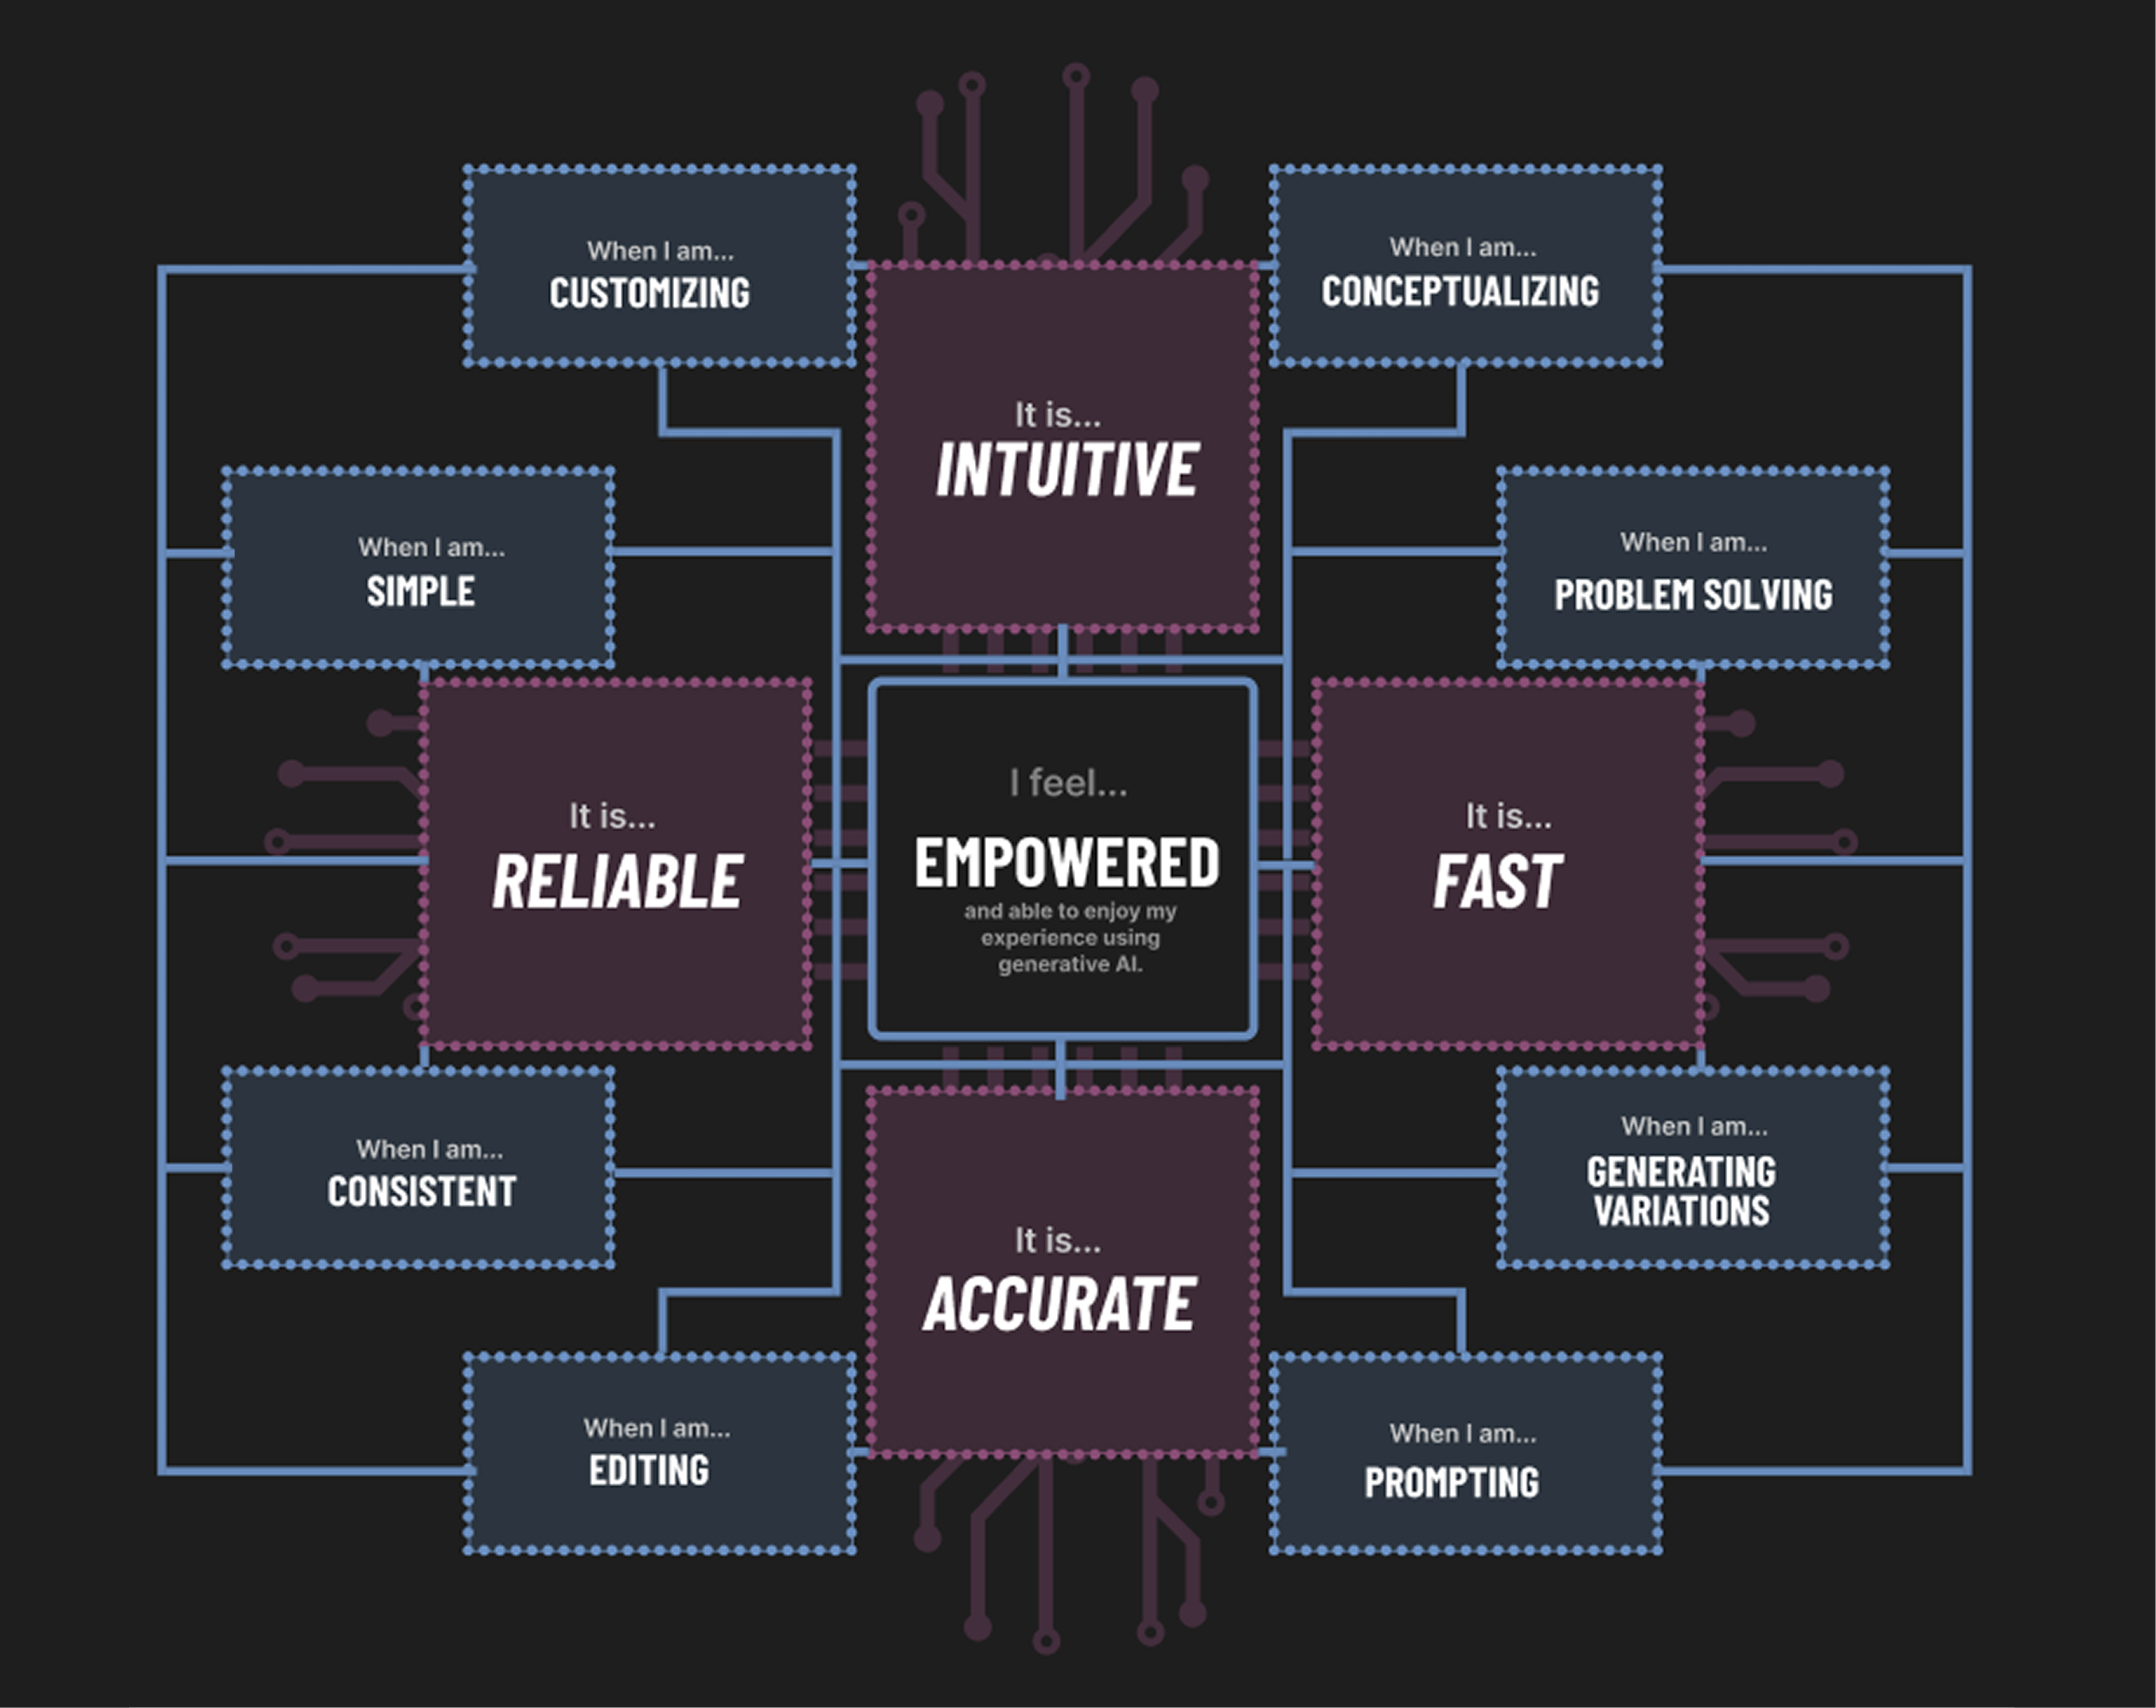 When I am...
CUSTOMIZING
When I am...
CONCEPTUALIZING
It is...
INTUITIVE
When I am...
SIMPLE
When I am...
PROBLEM SOLVING
It is...
RELIABLE
I feel...
EMPOWERED
and able to enjoy my
experience using
generative AI.
It is...
FAST
When I am...
CONSISTENT
When I am...
GENERATING
VARIATIONS
It is...
ACCURATE
When I am...
EDITING
When I am...
PROMPTING